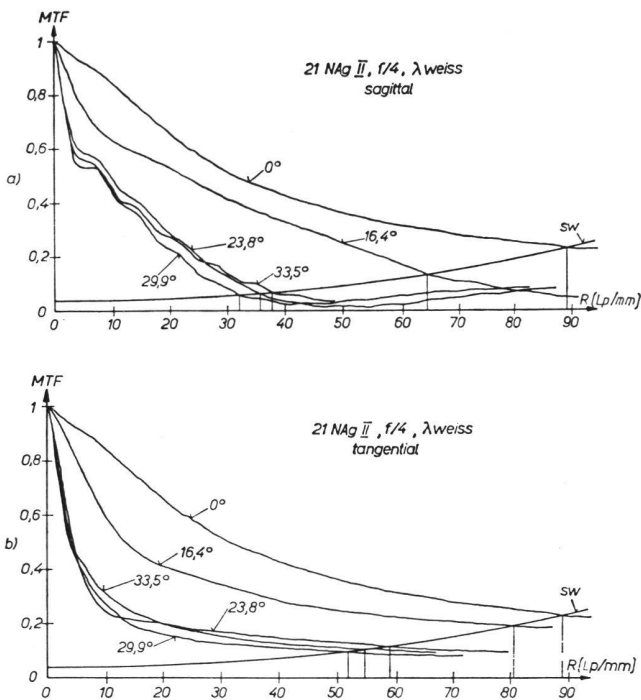 MTF
1
0,8
0,6
0,4
0,2
0
a)
21 NAg II, f/4, λ weiss
sagittal
0°
16,4°
23,8°
33,5°
29,9°
sw
R [Lp/mm]
0 10 20 30 40 50 60 70 80 90
MTF
1
0,8
0,6
0,4
0,2
0
b)
21 NAg II, f/4, λ weiss
tangential
0°
16,4°
33,5°
23,8°
29,9°
sw
R [Lp/mm]
0 10 20 30 40 50 60 70 80 90